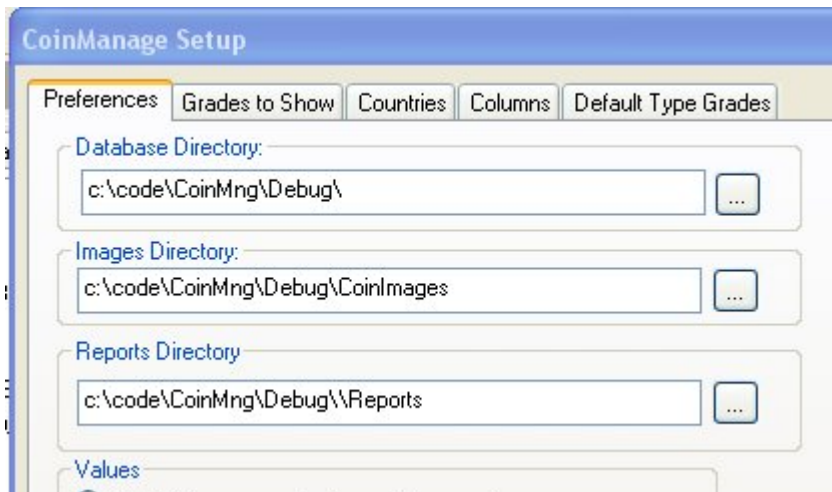 CoinManage Setup
Preferences Grades to Show Countries Columns Default Type Grades
Database Directory:
c:\code\CoinMng\Debug\
...
Images Directory:
c:\code\CoinMng\Debug\CoinImages
...
Reports Directory
c:\code\CoinMng\Debug\\Reports
...
Values